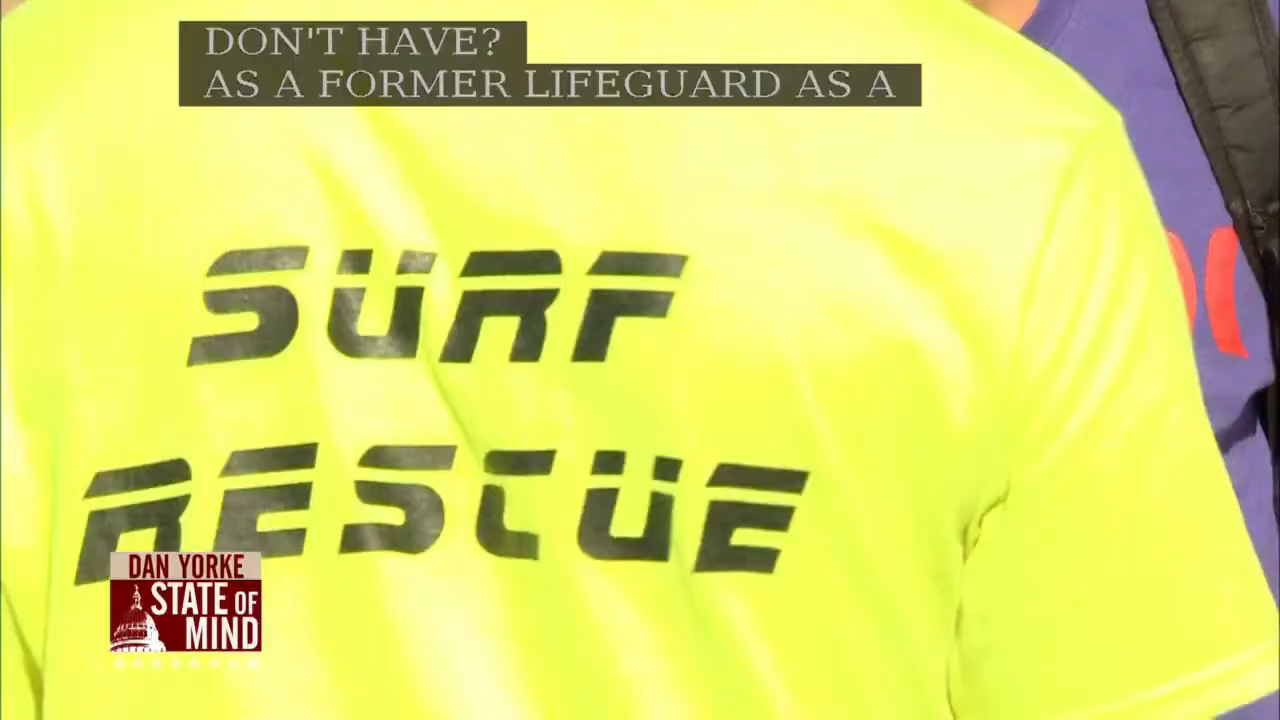 DON'T HAVE?
AS A FORMER LIFEGUARD AS A
SURF
RESCUE
DAN YORKE
STATE OF
MIND